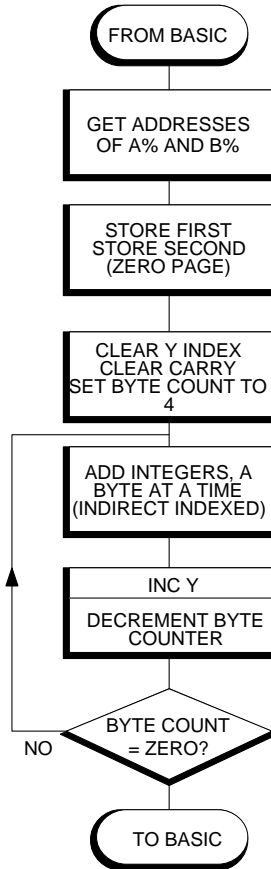 FROM BASIC
GET ADDRESSES
OF A% AND B%
STORE FIRST
STORE SECOND
(ZERO PAGE)
CLEAR Y INDEX
CLEAR CARRY
SET BYTE COUNT TO
4
ADD INTEGERS, A
BYTE AT A TIME
(INDIRECT INDEXED)
INC Y
DECREMENT BYTE
COUNTER
BYTE COUNT
= ZERO?
NO
TO BASIC